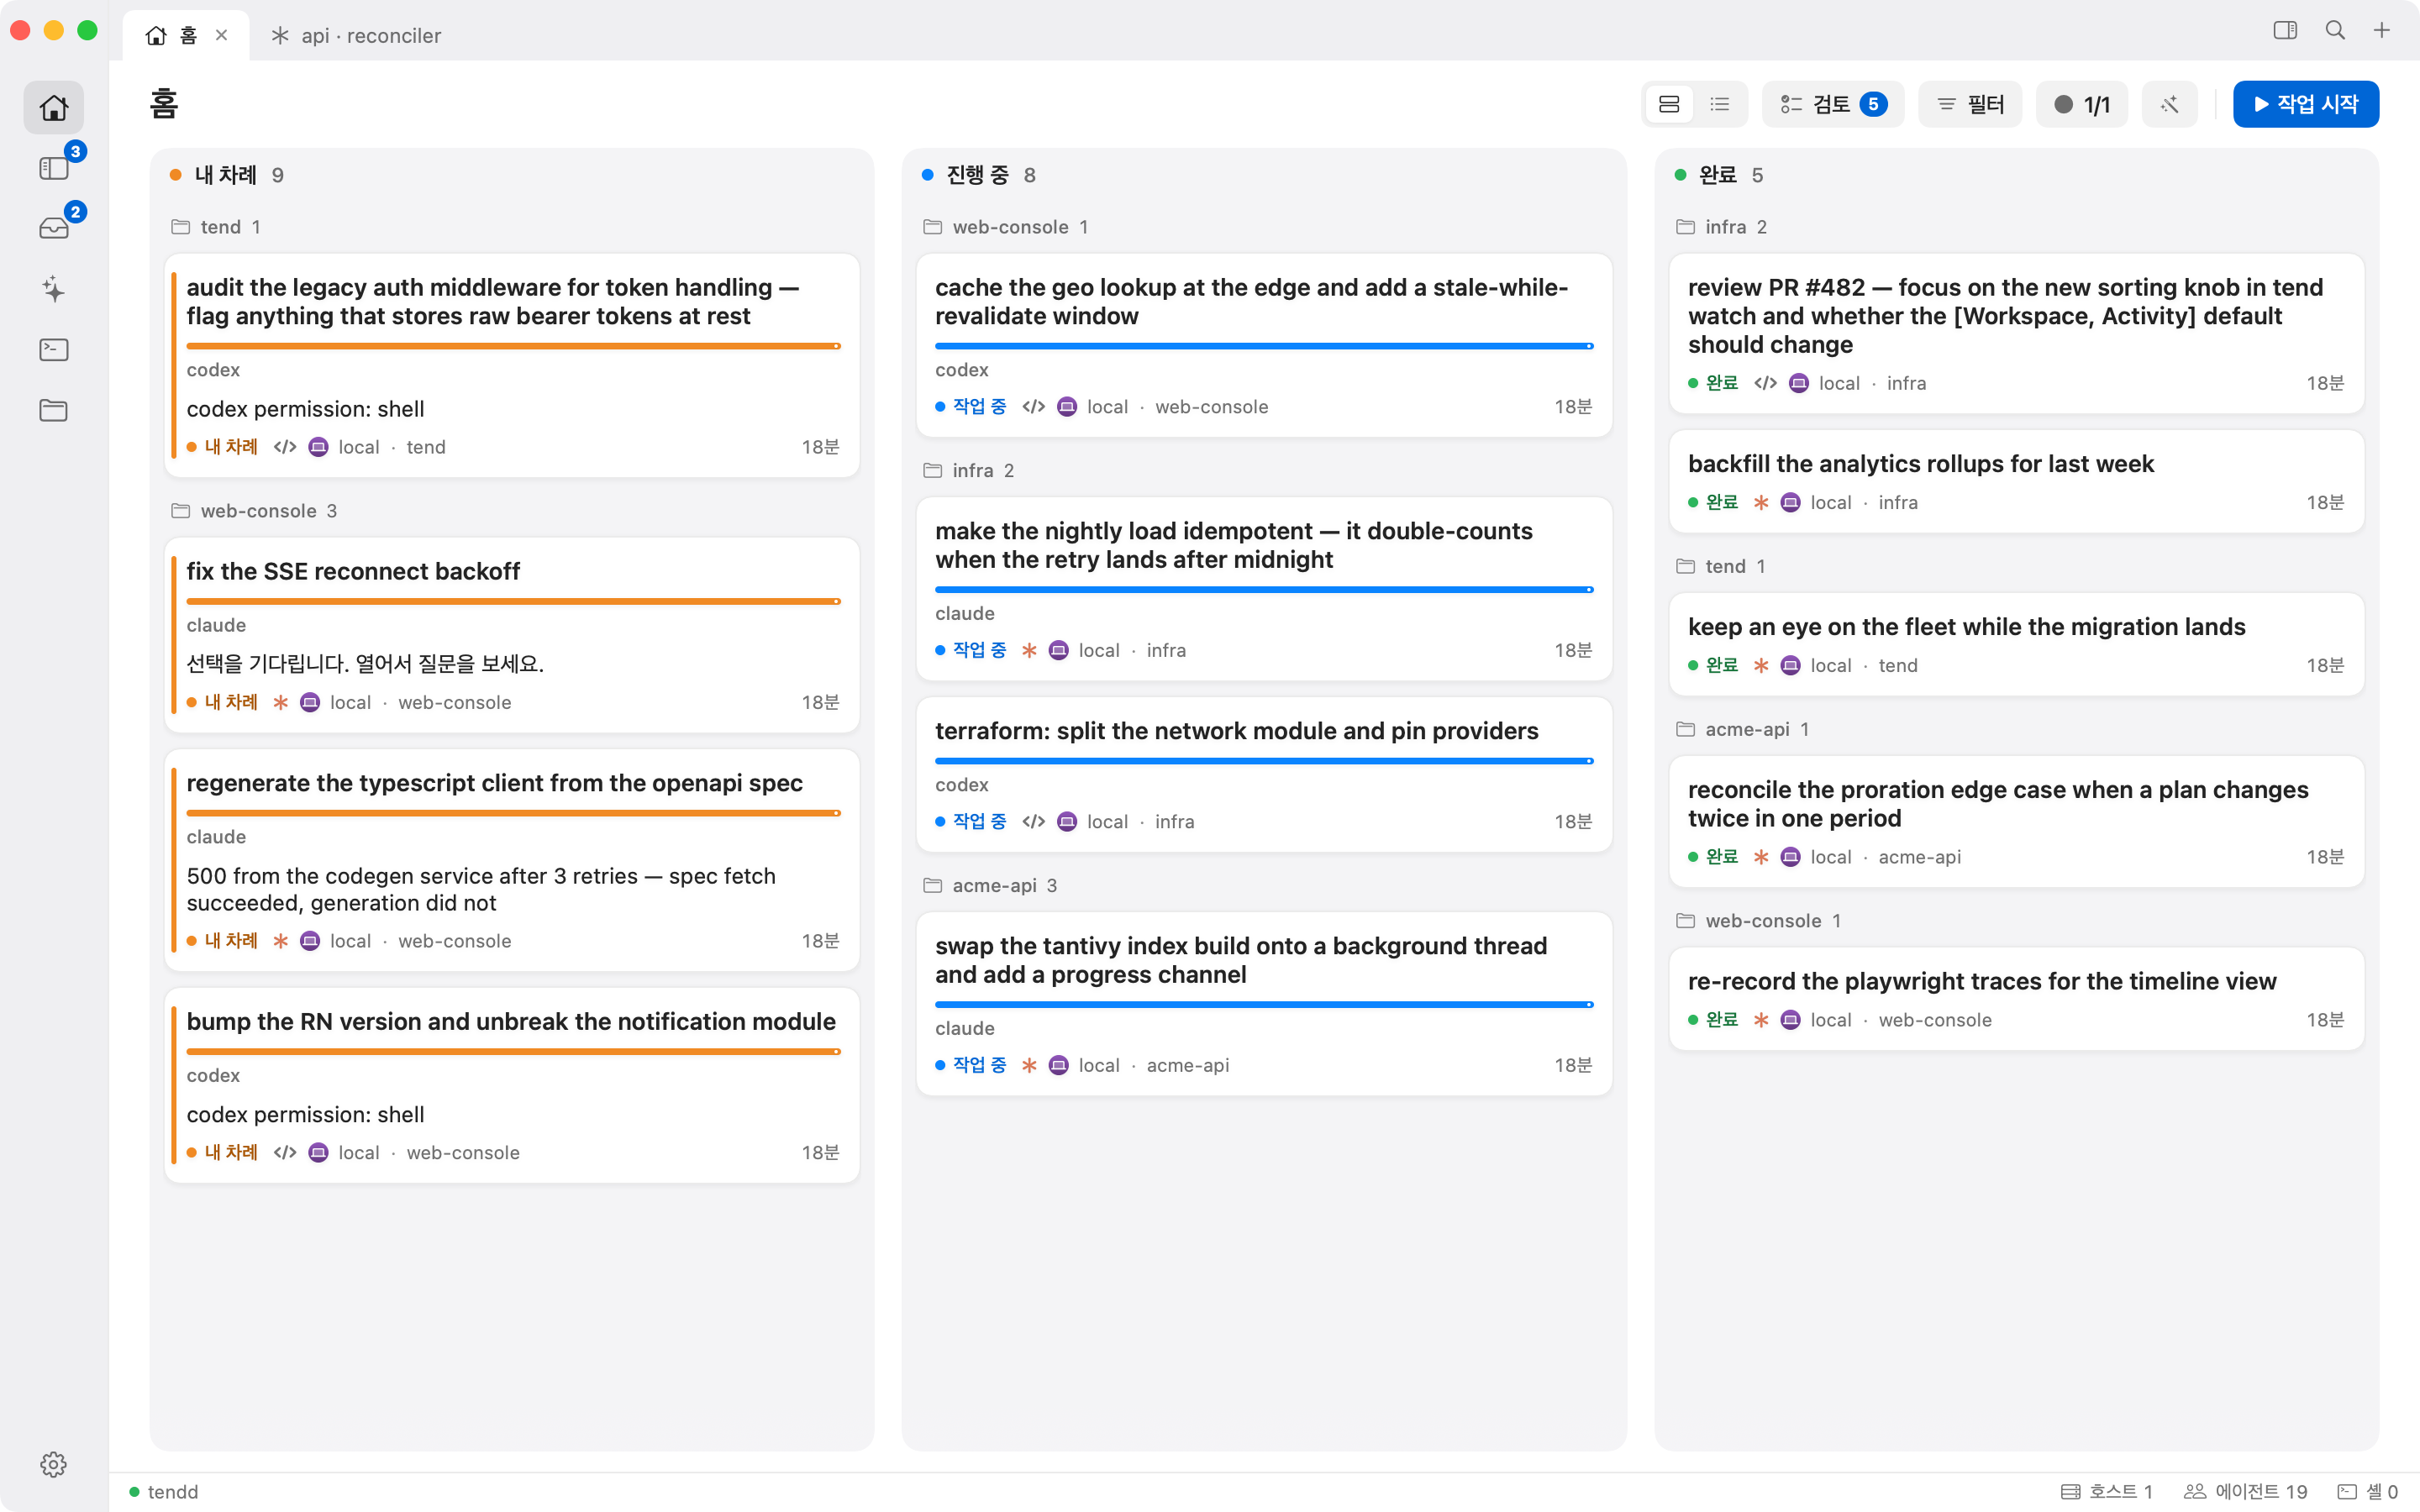 홈
api · reconciler
3
2
홈
검토 5
필터
1/1
작업 시작
내 차례 9
tend 1
audit the legacy auth middleware for token handling —
flag anything that stores raw bearer tokens at rest
codex
codex permission: shell
내 차례 local · tend 18분
web-console 3
fix the SSE reconnect backoff
claude
선택을 기다립니다. 열어서 질문을 보세요.
내 차례 local · web-console 18분
regenerate the typescript client from the openapi spec
claude
500 from the codegen service after 3 retries — spec fetch
succeeded, generation did not
내 차례 local · web-console 18분
bump the RN version and unbreak the notification module
codex
codex permission: shell
내 차례 </> local · web-console 18분
진행 중 8
web-console 1
cache the geo lookup at the edge and add a stale-while-
revalidate window
codex
작업 중 </> local · web-console 18분
infra 2
make the nightly load idempotent — it double-counts
when the retry lands after midnight
claude
작업 중 local · infra 18분
terraform: split the network module and pin providers
codex
작업 중 </> local · infra 18분
acme-api 3
swap the tantivy index build onto a background thread
and add a progress channel
claude
작업 중 local · acme-api 18분
완료 5
infra 2
review PR #482 — focus on the new sorting knob in tend
watch and whether the [Workspace, Activity] default
should change
완료 </> local · infra 18분
backfill the analytics rollups for last week
완료 local · infra 18분
tend 1
keep an eye on the fleet while the migration lands
완료 local · tend 18분
acme-api 1
reconcile the proration edge case when a plan changes
twice in one period
완료 local · acme-api 18분
web-console 1
re-record the playwright traces for the timeline view
완료 local · web-console 18분
tendd
호스트 1
에이전트 19
셸 0